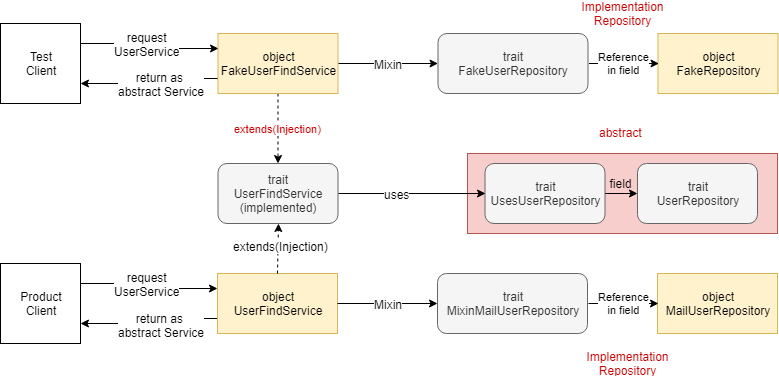 Implementation
Repository
Test
Client
request
UserService
return as
abstract Service
object
FakeUserFindService
Mixin
trait
FakeUserRepository
Reference
in field
object
FakeRepository
extends(Injection)
abstract
trait
UserFindService
(implemented)
uses
trait
UsesUserRepository
field
trait
UserRepository
extends(Injection)
Product
Client
request
UserService
return as
abstract Service
object
UserFindService
Mixin
trait
MixinMailUserRepository
Reference
in field
object
MailUserRepository
Implementation
Repository